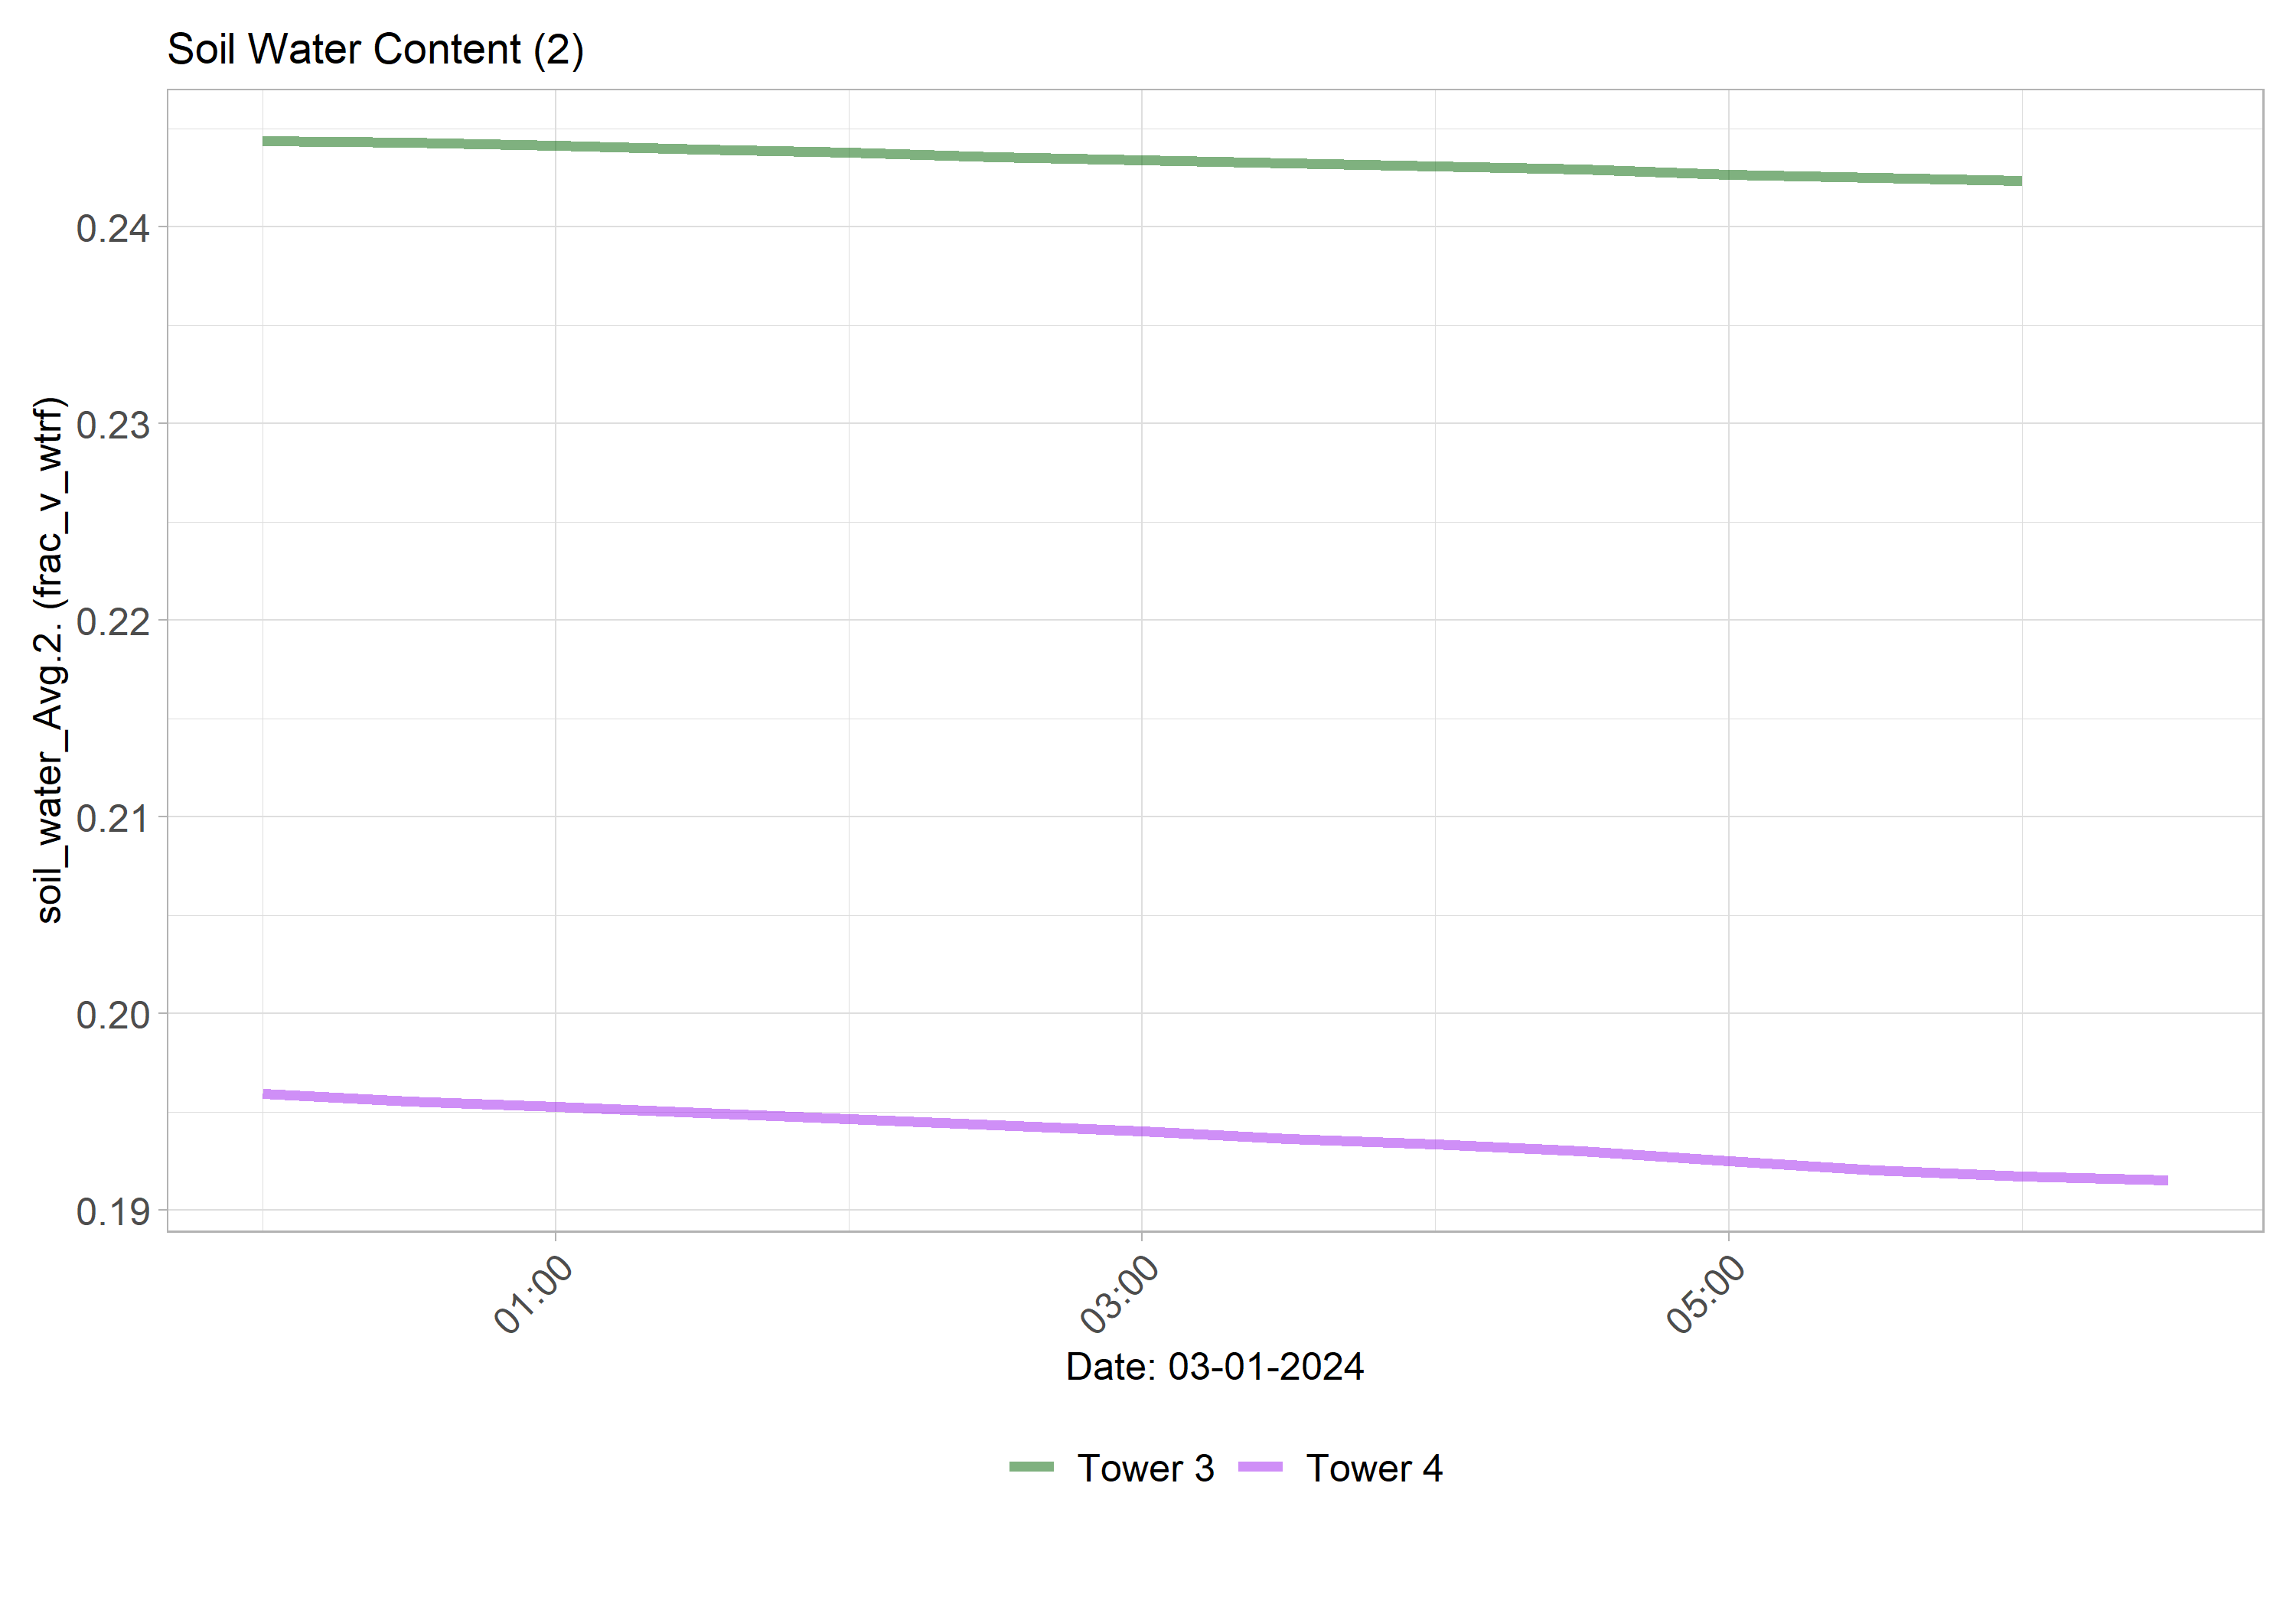 Soil Water Content (2)
soil_water_Avg.2. (frac_v_wtrf)
0.24
0.23
0.22
0.21
0.20
0.19
01:00
03:00
05:00
Date: 03-01-2024
Tower 3
Tower 4